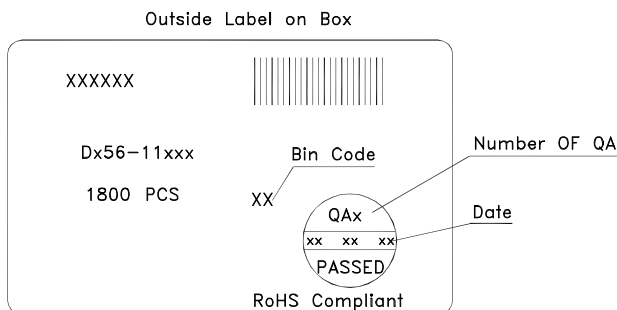 Outside Label on Box
XXXXXX
Dx56-11xxx
Bin Code
Number OF QA
1800 PCS
XX
QAx
Date
xx xx xx
PASSED
RoHS Compliant